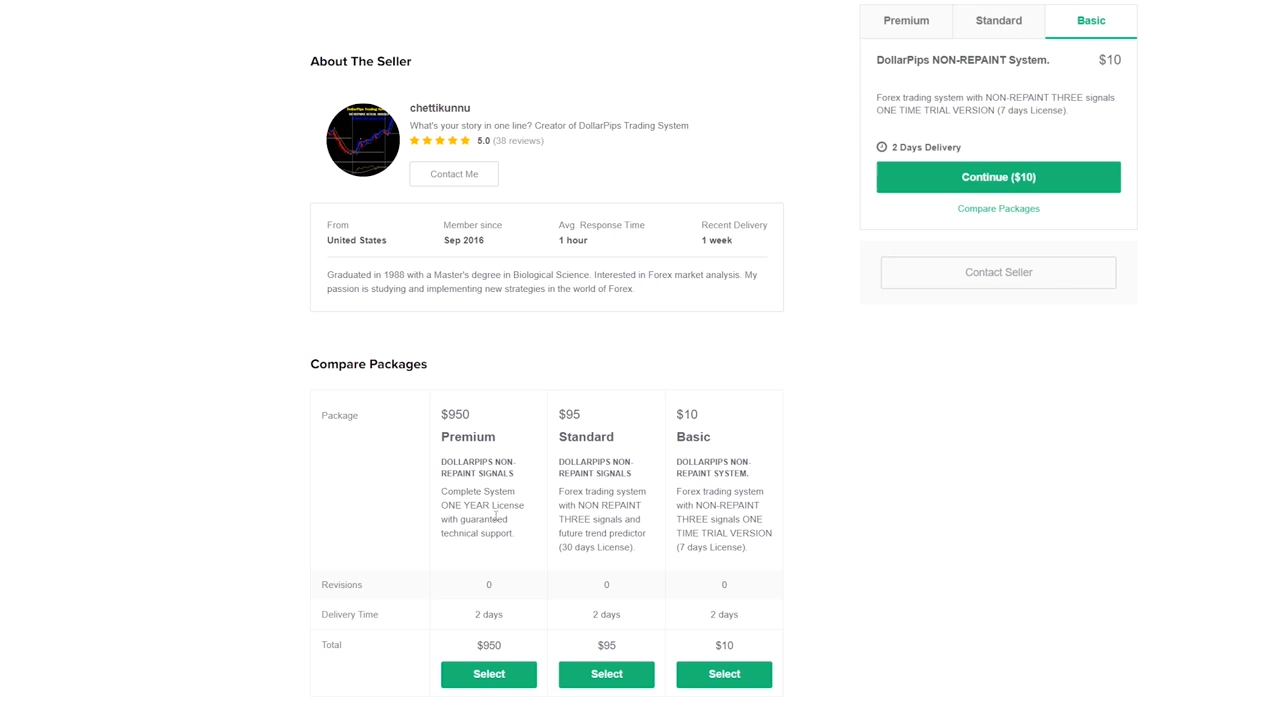 Premium Standard Basic
DollarPips NON-REPAINT System. $10
Forex trading system with NON-REPAINT THREE signals
ONE TIME TRIAL VERSION (7 days License).
2 Days Delivery
Continue ($10)
Compare Packages
Contact Seller
About The Seller
chettikunnu
What's your story in one line? Creator of DollarPips Trading System
5.0 (38 reviews)
Contact Me
From Member since Avg. Response Time Recent Delivery
United States Sep 2016 1 hour 1 week
Graduated in 1988 with a Master's degree in Biological Science. Interested in Forex market analysis. My
passion is studying and implementing new strategies in the world of Forex.
Compare Packages
Package
$950
Premium
DOLLARPIPS NON-
REPAINT SIGNALS
Complete System
ONE YEAR License
with guaranteed
technical support.
$95
Standard
DOLLARPIPS NON-
REPAINT SIGNALS
Forex trading system
with NON REPAINT
THREE signals and
future trend predictor
(30 days License).
$10
Basic
DOLLARPIPS NON-
REPAINT SYSTEM.
Forex trading system
with NON-REPAINT
THREE signals ONE
TIME TRIAL VERSION
(7 days License).
Revisions 0 0 0
Delivery Time 2 days 2 days 2 days
Total $950 $95 $10
Select Select Select